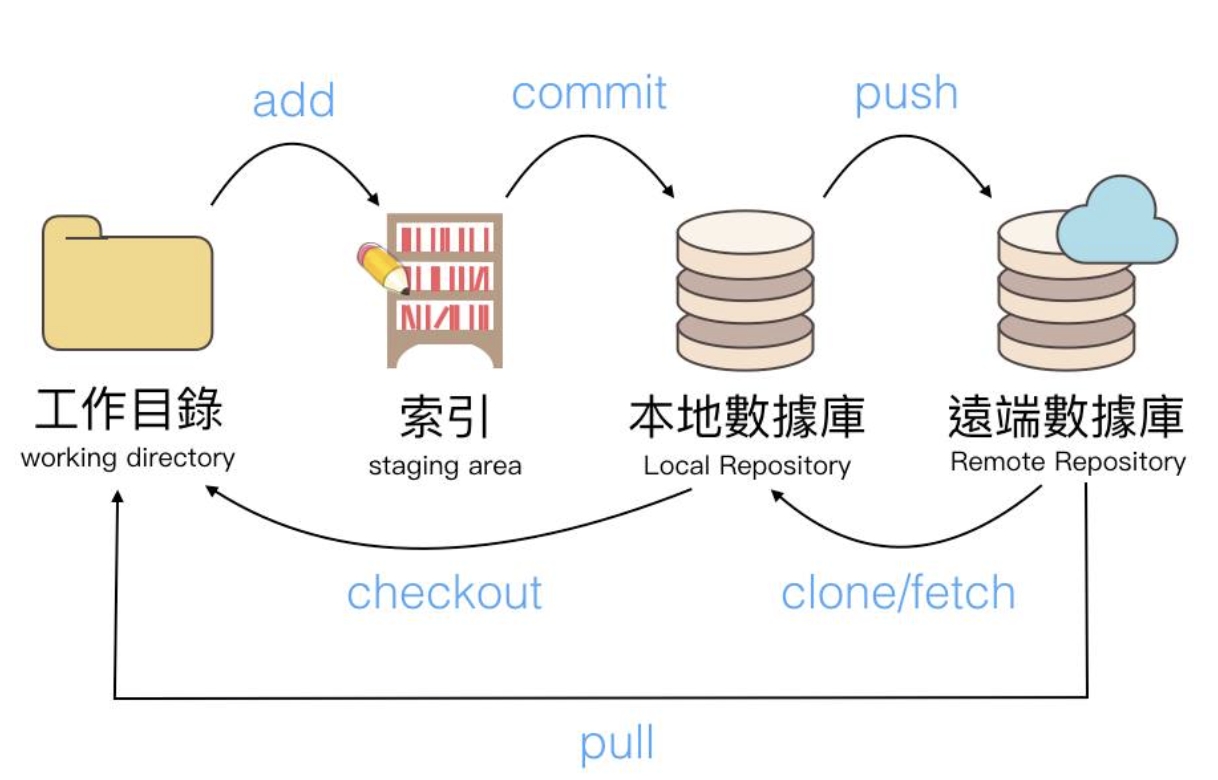 add
commit
push
工作目錄
working directory
索引
staging area
本地數據庫
Local Repository
遠端數據庫
Remote Repository
checkout
clone/fetch
pull